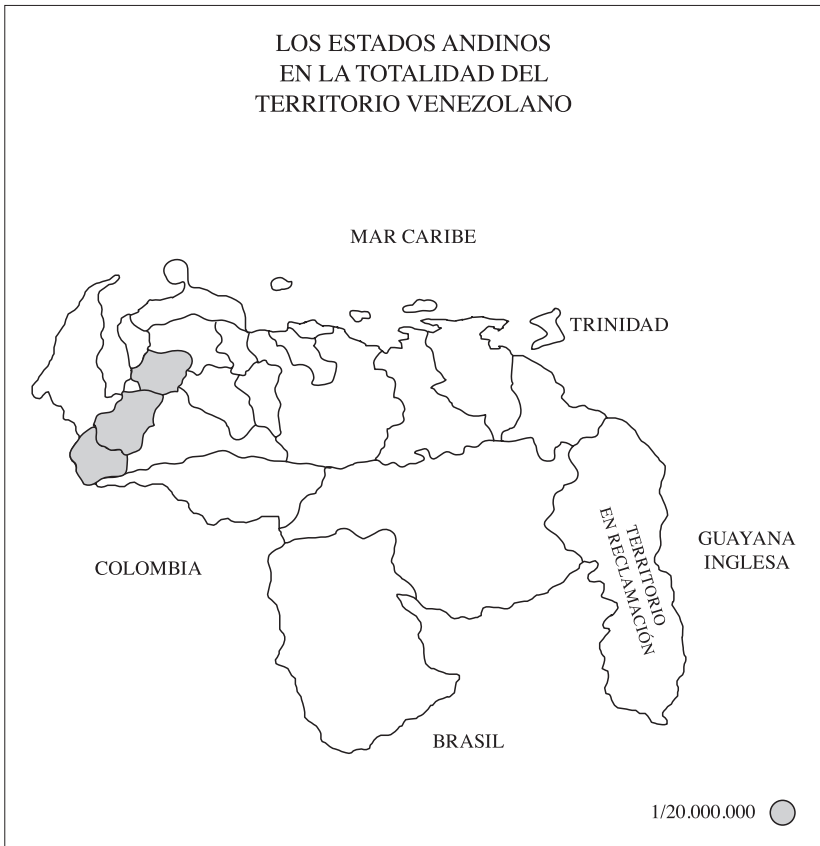 LOS ESTADOS ANDINOS
EN LA TOTALIDAD DEL
TERRITORIO VENEZOLANO
MAR CARIBE
TRINIDAD
TERRITORIO
EN RECLAMACIÓN
GUAYANA
INGLESA
COLOMBIA
BRASIL
1/20.000.000